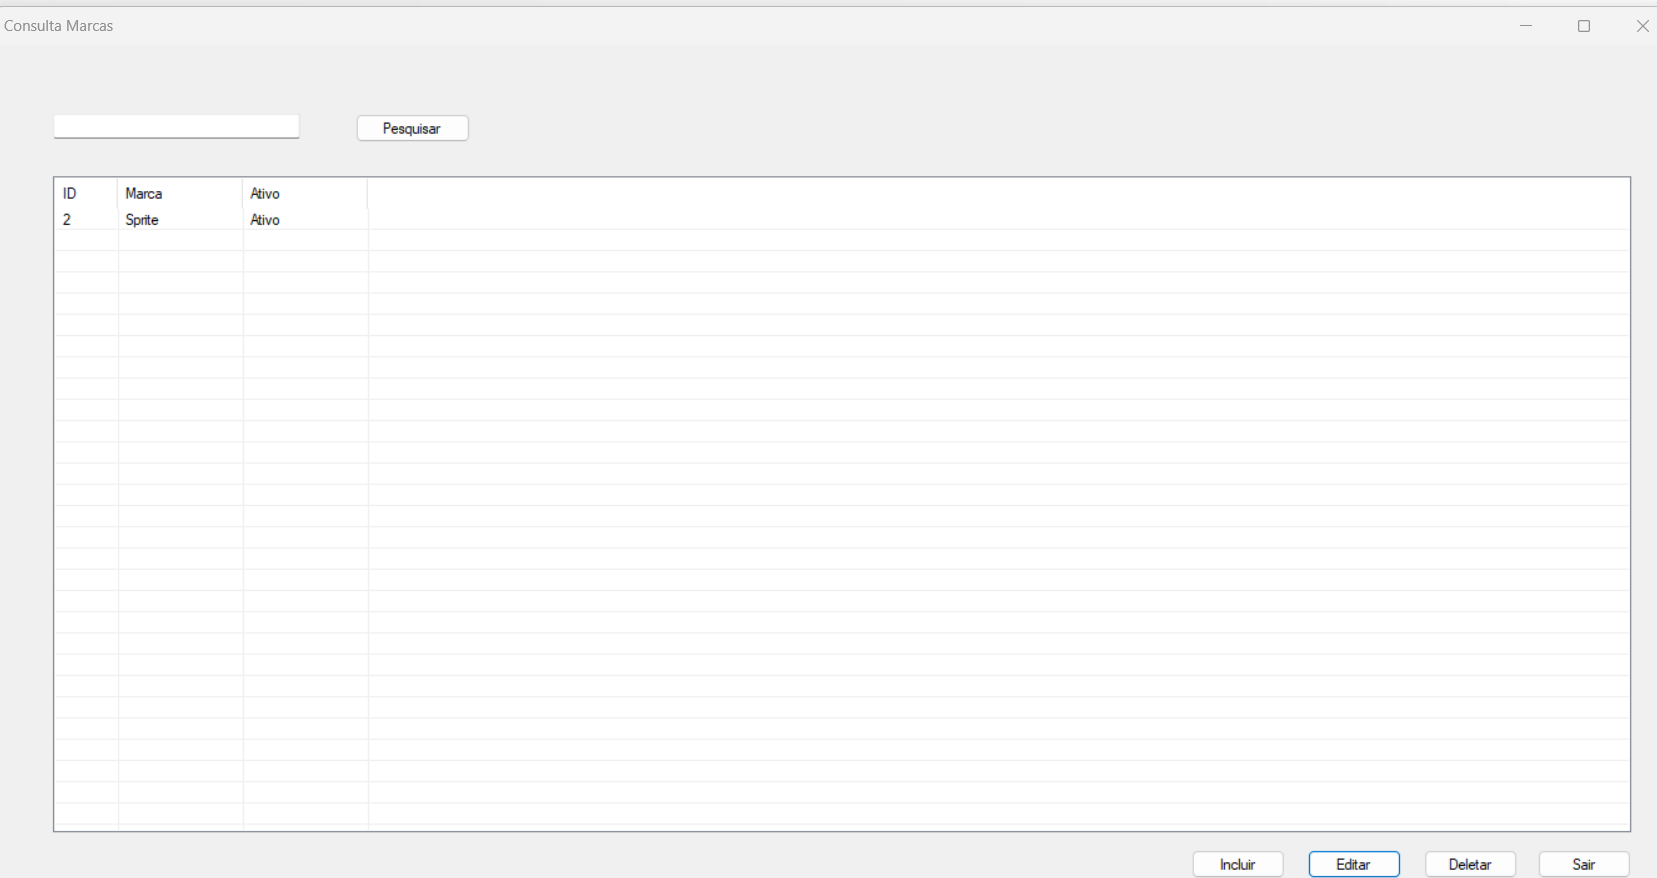 Consulta Marcas
Pesquisar
ID Marca Ativo
2 Sprite Ativo
Incluir Editar Deletar Sair